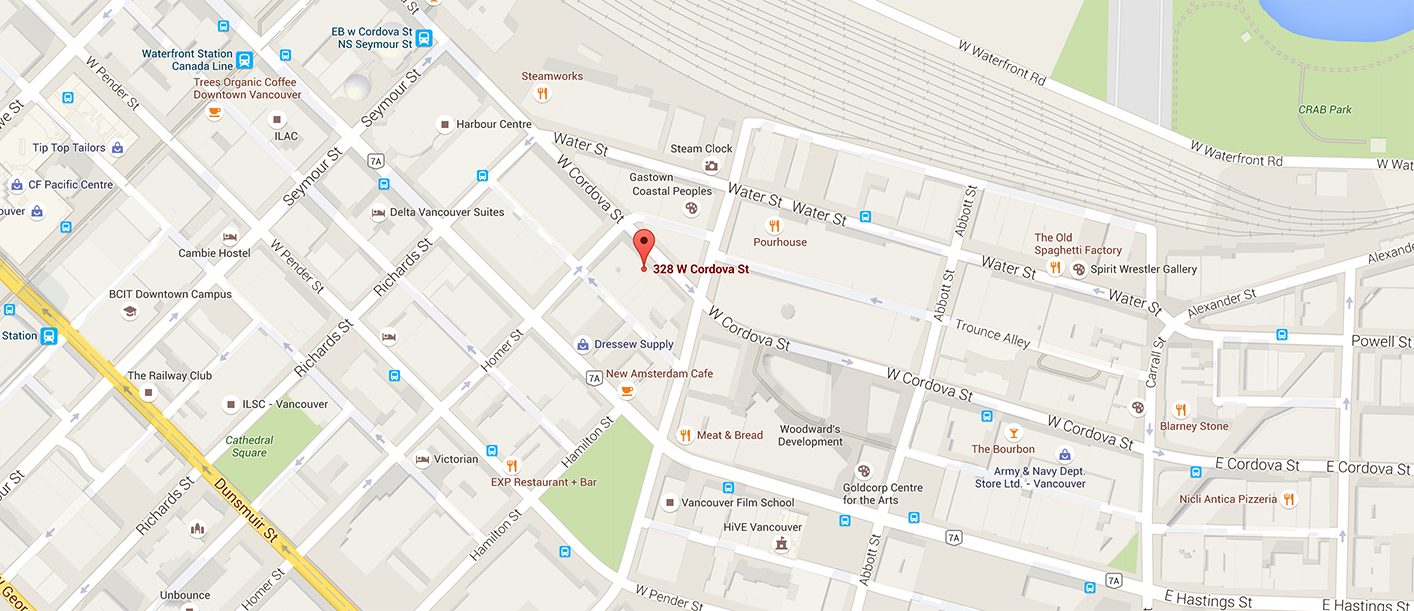 EB w Cordova St
NS Seymour St
W Waterfront Rd
Waterfront Station
Canada Line
W Pender St
Trees Organic Coffee
Downtown Vancouver
Seymour St
Steamworks
CRAB Park
we St
ILAC
Harbour Centre
Water St
Steam Clock
W Waterfront Rd
W Wat
Tip Top Tailors
7A
W Cordova St
Seymour St
Gastown
Coastal Peoples
CF Pacific Centre
Water St
Water St
Abbott St
ouver
Delta Vancouver Suites
Pourhouse
The Old
Spaghetti Factory
Cambie Hostel
W Pender St
Richards St
328 W Cordova St
Water St
Spirit Wrestler Gallery
Alexande
BCIT Downtown Campus
Abbott St
Water St
Alexander St
Station
Richards St
Homer St
Dressew Supply
W Cordova St
Trounce Alley
Powell St
Carrall St
The Railway Club
7A
New Amsterdam Cafe
W Cordova St
ILSC - Vancouver
Cathedral
Square
Hamilton St
Meat & Bread
Woodward's
Development
W Cordova St
Blarney Stone
The Bourbon
Victorian
EXP Restaurant + Bar
Army & Navy Dept.
Store Ltd. - Vancouver
E Cordova St
E Cordova St
our St
Richards St
Dunsmuir St
Goldcorp Centre
for the Arts
Vancouver Film School
Nicli Antica Pizzeria
Hamilton St
HiVE Vancouver
7A
Abbott St
7A
W Geor
Unbounce
Homer St
W Pender St
E Hastings St
E Hastings St